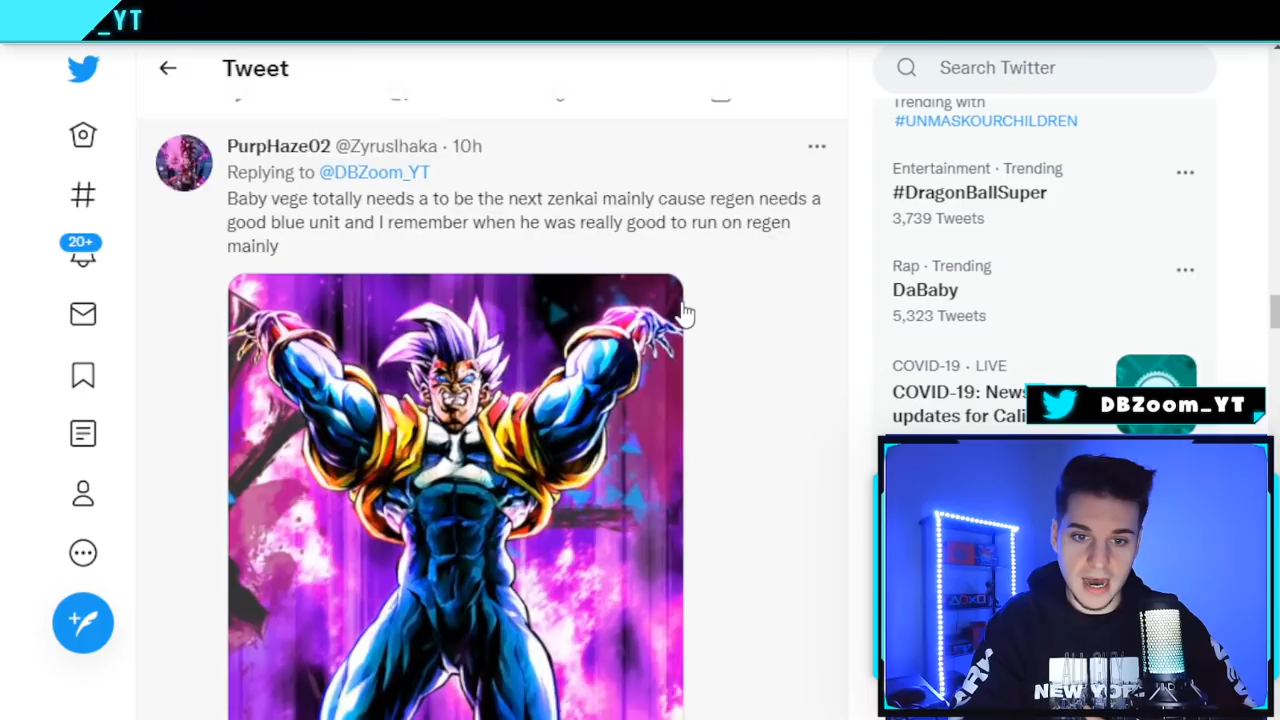 _YT
Tweet
Search Twitter
Trending with
#UNMASKOURCHILDREN
PurpHaze02 @ZyrusIhaka · 10h
Replying to @DBZoom_YT
Baby vege totally needs a to be the next zenkai mainly cause regen needs a
good blue unit and I remember when he was really good to run on regen
mainly
20+
Entertainment · Trending
#DragonBallSuper
3,739 Tweets
Rap · Trending
DaBaby
5,323 Tweets
COVID-19 · LIVE
COVID-19: News
updates for Cali
DBZoom_YT
NEW YOR